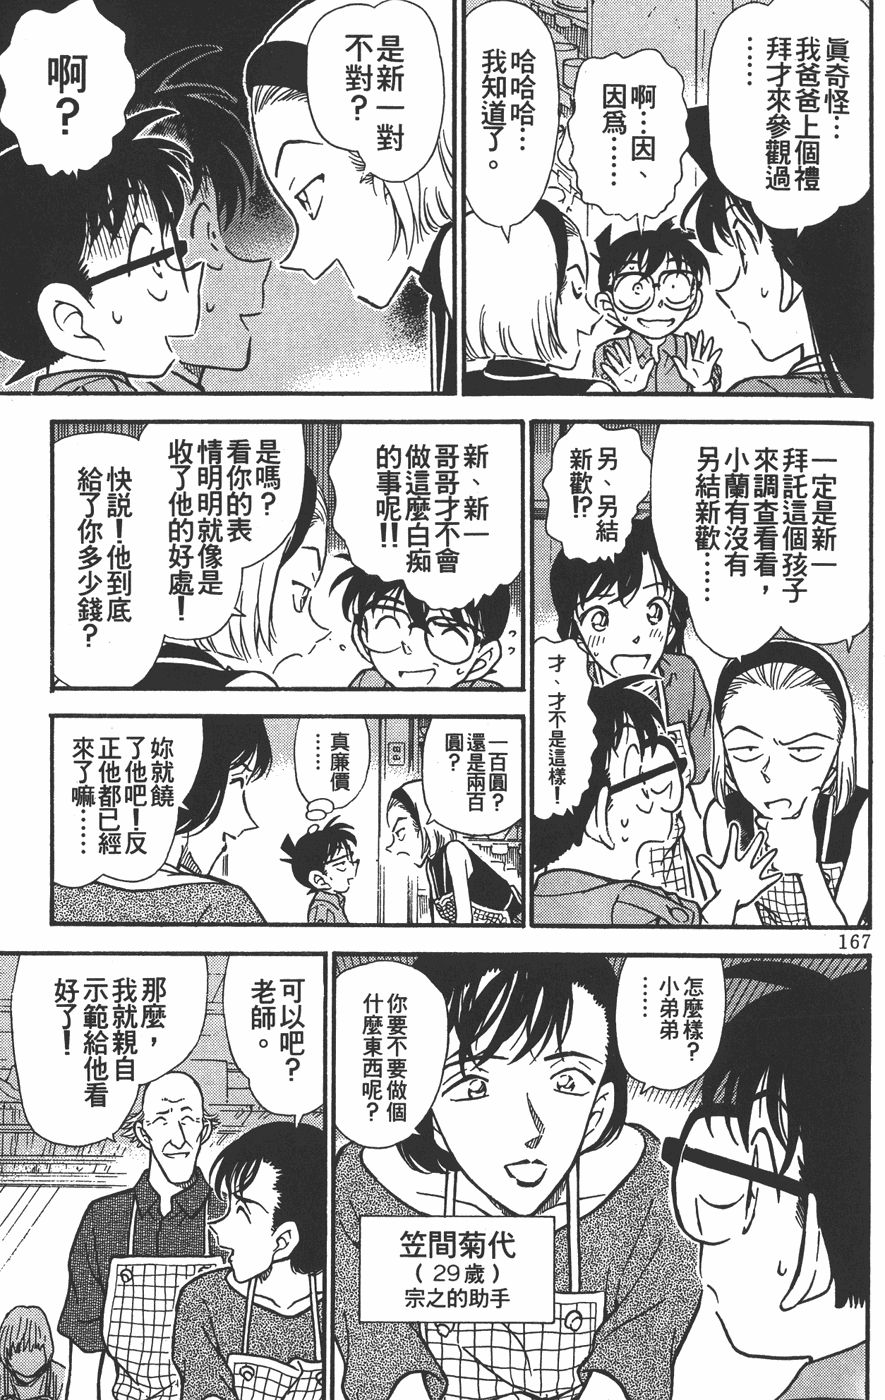 眞奇怪…
我爸爸上個禮
拜才來參觀過
……
啊…因、
因爲……
哈哈哈…
我知道了。
是新一對
不對？
啊？
一定是新一
拜託這個孩子
來調查看看，
小蘭有沒有
另結新歡……
另、另結
新歡!?
才、才不是這樣！
新、新一
哥哥才不會
做這麼白痴
的事呢!!
是嗎？
看你的表
情明明就像是
收了他的好處！
快說！他到底
給了你多少錢？
一百圓？
還是兩百
圓？
真廉價
……
妳就饒
了他吧！反
正他都已經
來了嘛……
167
怎麼樣？
小弟弟
……
你要不要做個
什麼東西呢？
笠間菊代
（29歲）
宗之的助手
可以吧？
老師。
那麼，
我就親自
示範給他看
好了！